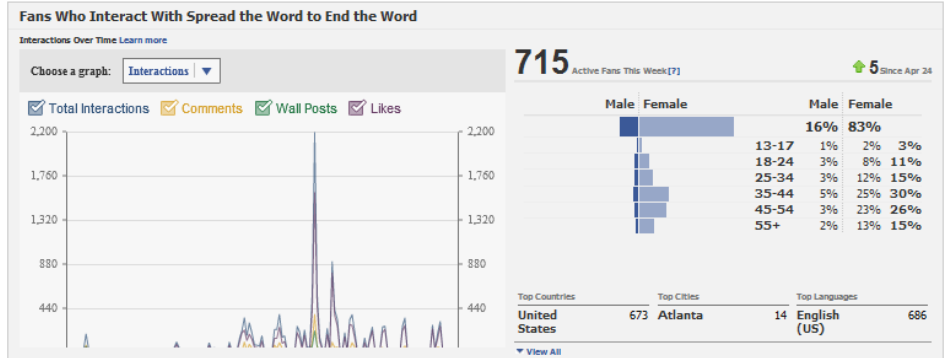 Fans Who Interact With Spread the Word to End the Word
Interactions Over Time Learn more
Choose a graph: Interactions
Total Interactions Comments Wall Posts Likes
2,200 2,200
1,760 1,760
1,320 1,320
880 880
440 440
715 Active Fans This Week[?] 5 Since Apr 24
Male Female Male Female
16% 83%
13-17 1% 2% 3%
18-24 3% 8% 11%
25-34 3% 12% 15%
35-44 5% 25% 30%
45-54 3% 23% 26%
55+ 2% 13% 15%
Top Countries Top Cities Top Languages
United 673 Atlanta 14 English 686
States (US)
View All